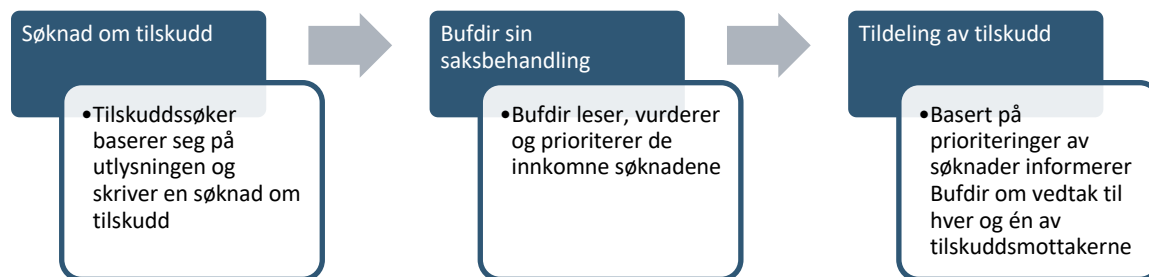 Søknad om tilskudd
•Tilskuddssøker
baserer seg på
utlysningen og
skriver en søknad om
tilskudd
Bufdir sin
saksbehandling
•Bufdir leser, vurderer
og prioriterer de
innkomne søknadene
Tildeling av tilskudd
•Basert på
prioriteringer av
søknader informerer
Bufdir om vedtak til
hver og én av
tilskuddsmottakerne